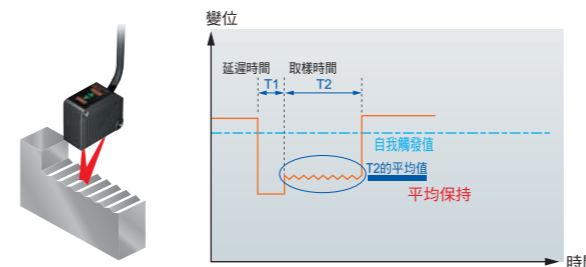 變位
延遲時間 取樣時間
T1 T2
自我觸發值
T2的平均值
平均保持
時間